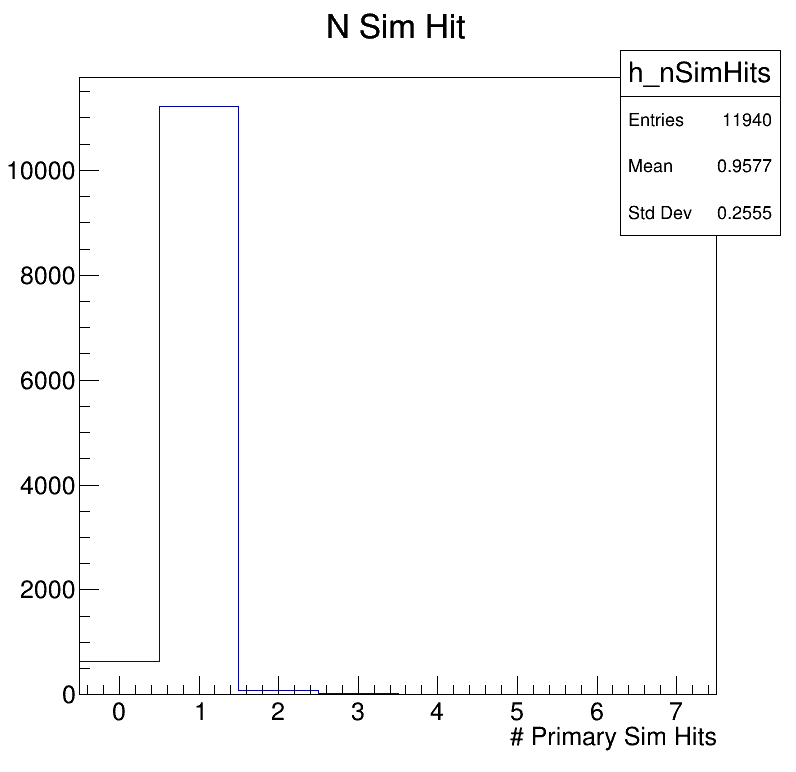 N Sim Hit
h_nSimHits
Entries 11940
Mean 0.9577
Std Dev 0.2555
10000
8000
6000
4000
2000
0
0 1 2 3 4 5 6 7
# Primary Sim Hits